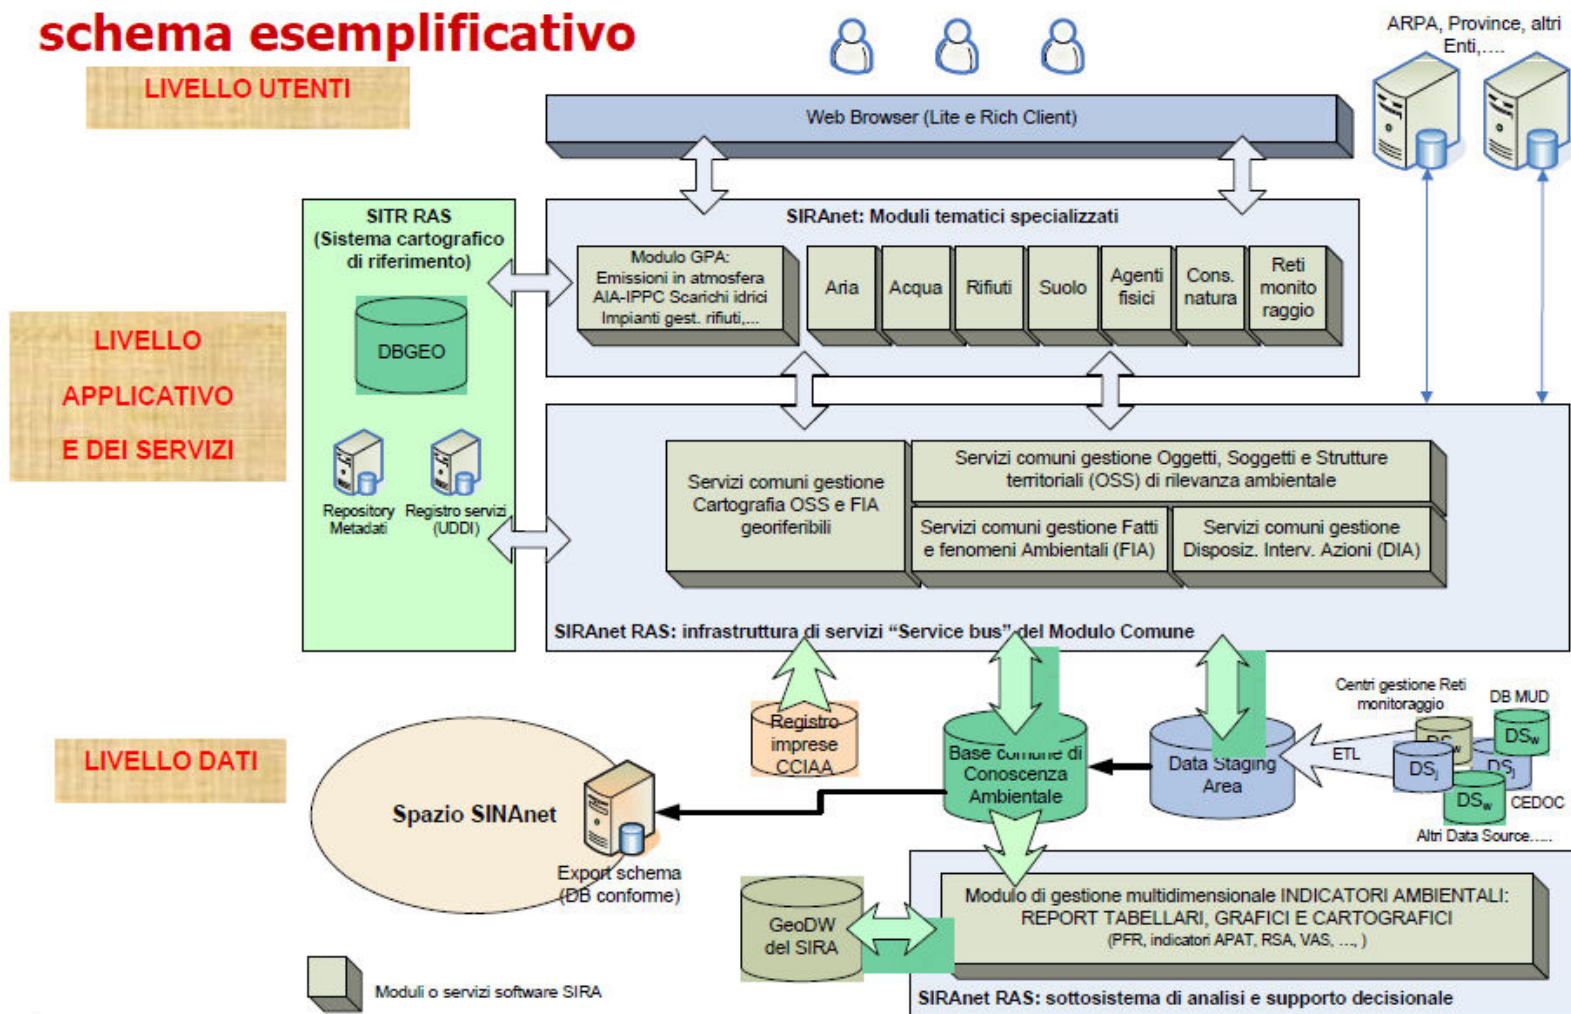 schema esemplificativo
LIVELLO UTENTI
ARPA, Province, altri
Enti,....
Web Browser (Lite e Rich Client)
SITR RAS
(Sistema cartografico
di riferimento)
DBGEO
Repository
Metadati
Registro servizi
(UDDI)
SIRAnet: Moduli tematici specializzati
Modulo GPA:
Emissioni in atmosfera
AIA-IPPC Scarichi idrici
Impianti gest. rifiuti,...
Aria
Acqua
Rifiuti
Suolo
Agenti
fisici
Cons.
natura
Reti
monito
raggio
LIVELLO
APPLICATIVO
E DEI SERVIZI
Servizi comuni gestione
Cartografia OSS e FIA
georiferibili
Servizi comuni gestione Oggetti, Soggetti e Strutture
territoriali (OSS) di rilevanza ambientale
Servizi comuni gestione Fatti
e fenomeni Ambientali (FIA)
Servizi comuni gestione
Disposiz. Interv. Azioni (DIA)
SIRAnet RAS: infrastruttura di servizi “Service bus” del Modulo Comune
LIVELLO DATI
Registro
imprese
CCIAA
Base comune di
Conoscenza
Ambientale
Data Staging
Area
ETL
Centri gestione Reti
monitoraggio
DB MUD
DSw
DSw
DSj
DSj
DSw
CEDOC
Altri Data Source.....
Spazio SINAnet
Export schema
(DB conforme)
GeoDW
del SIRA
Modulo di gestione multidimensionale INDICATORI AMBIENTALI:
REPORT TABELLARI, GRAFICI E CARTOGRAFICI
(PFR, indicatori APAT, RSA, VAS, ..., )
SIRAnet RAS: sottosistema di analisi e supporto decisionale
Moduli o servizi software SIRA